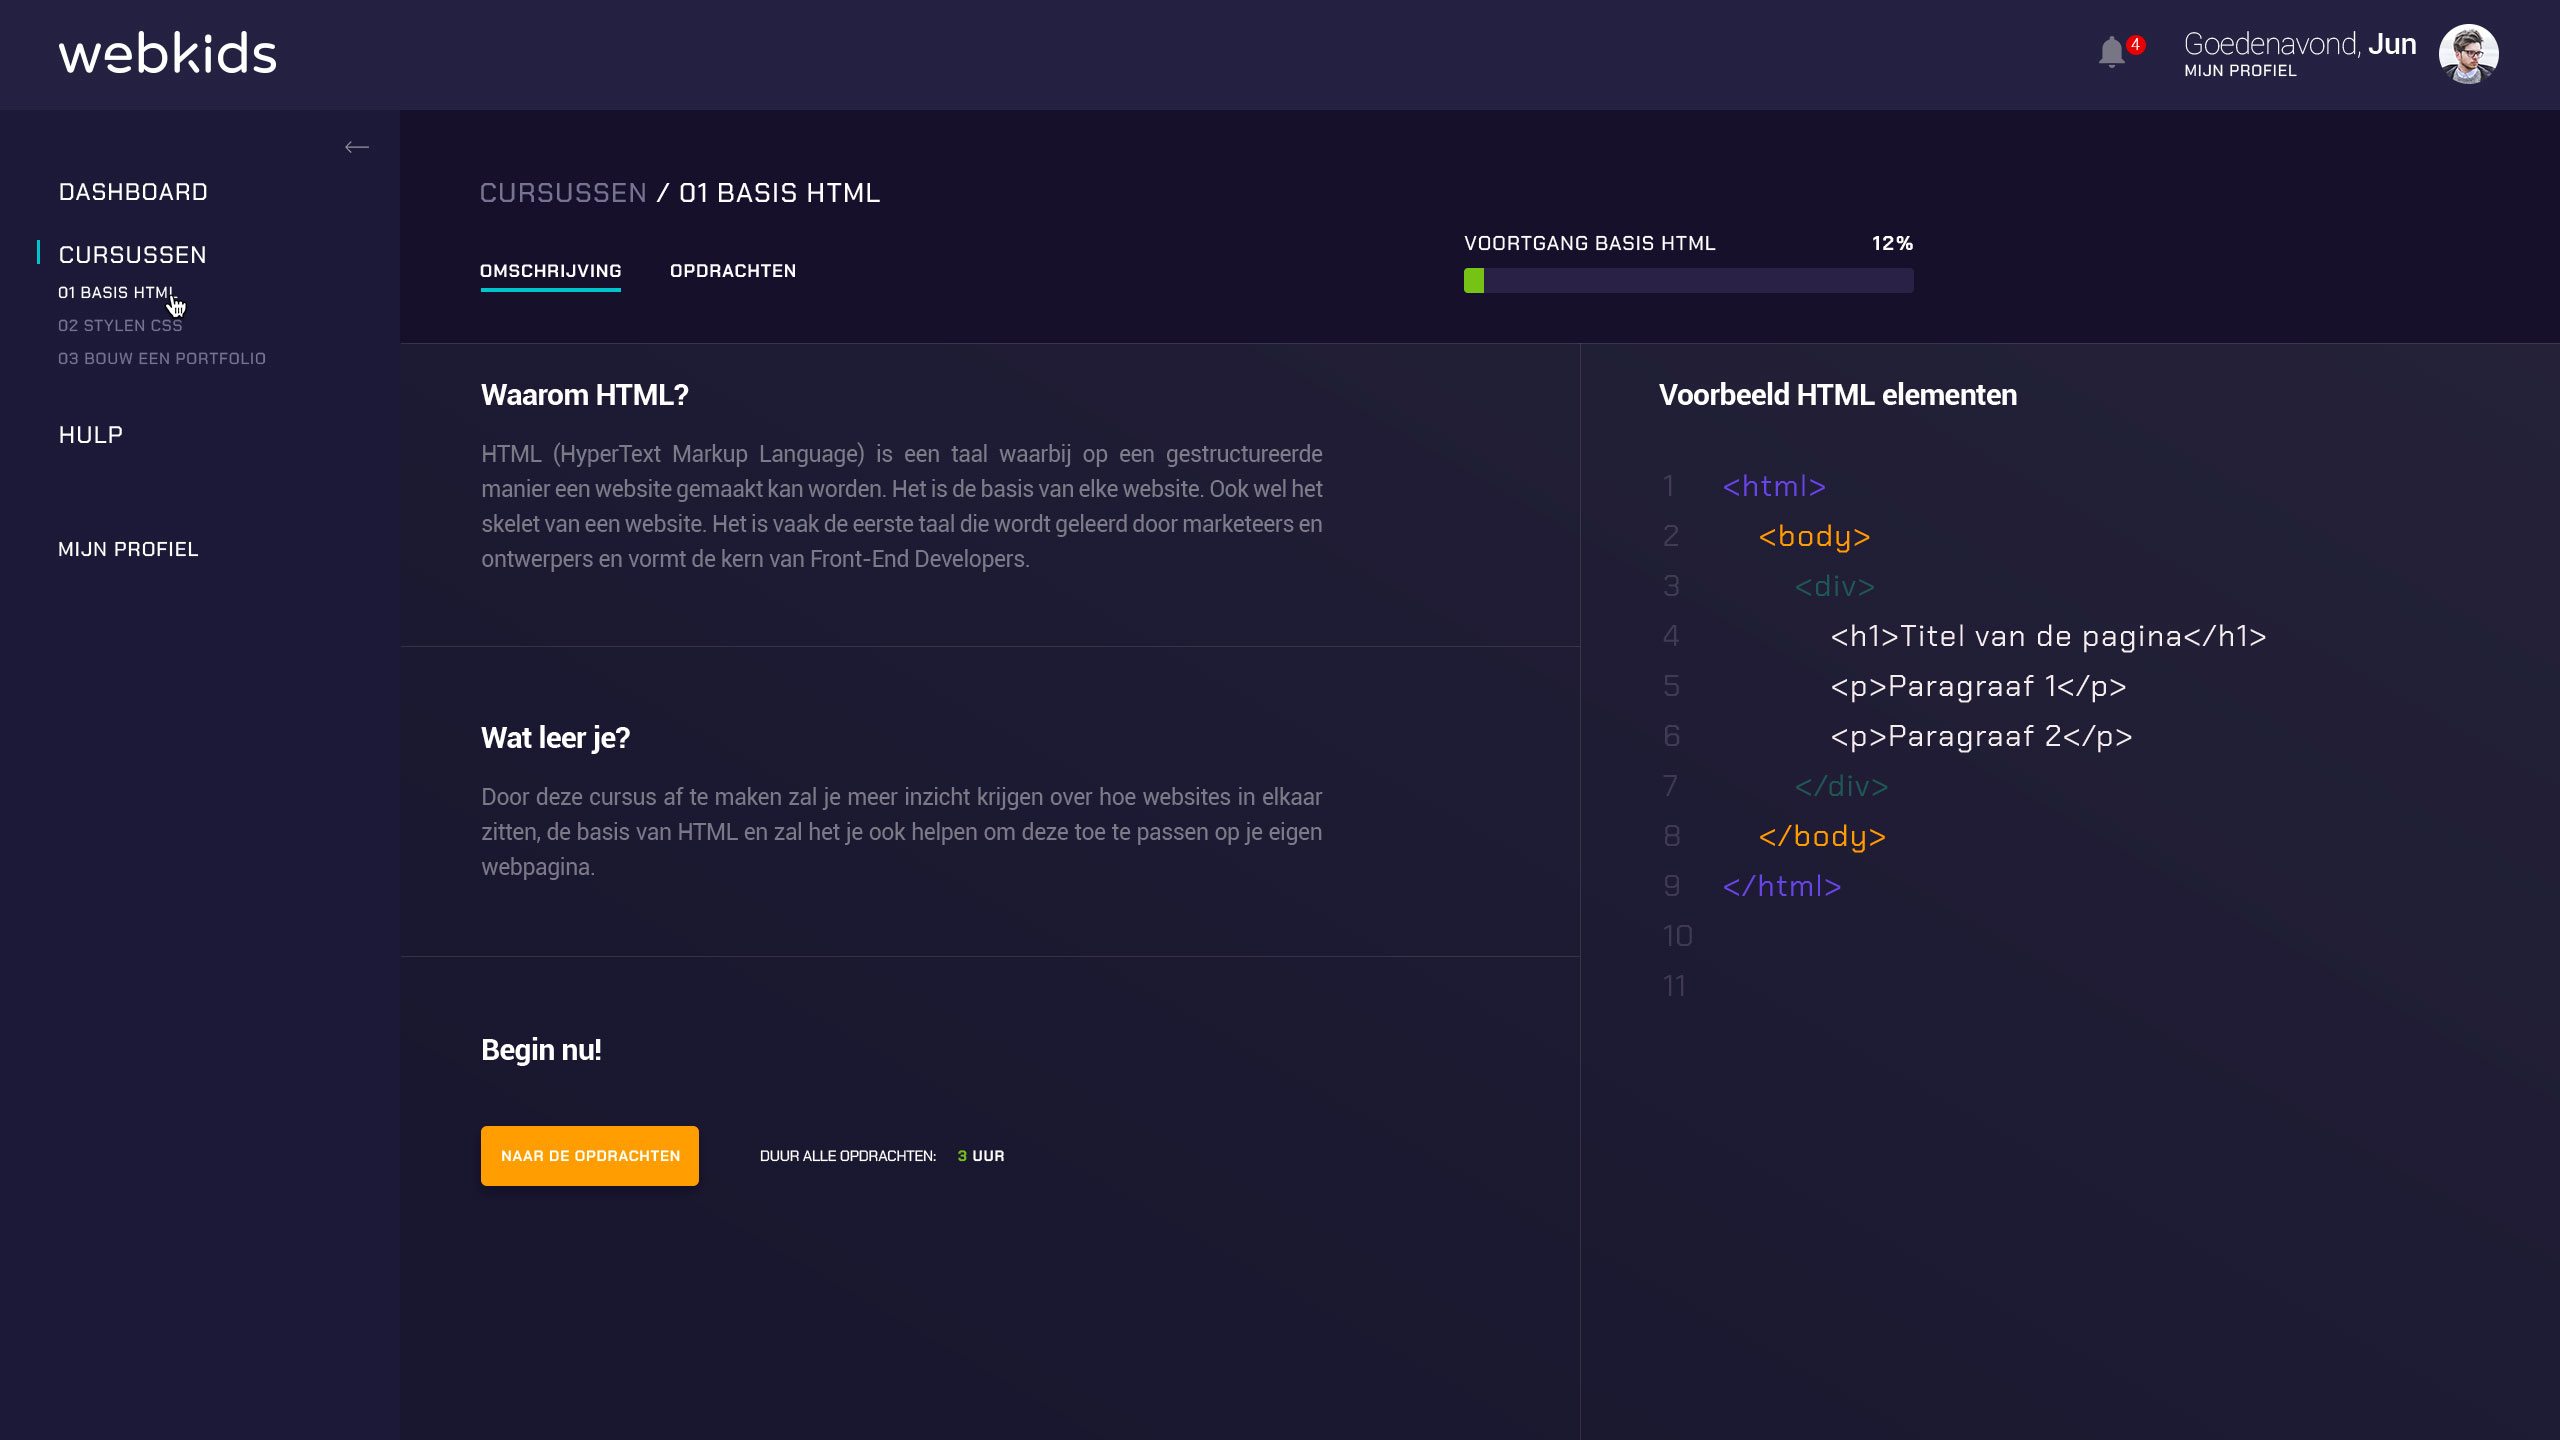 webkids
4
Goedenavond, Jun
MIJN PROFIEL
DASHBOARD
CURSUSSEN
01 BASIS HTML
02 STYLEN CSS
03 BOUW EEN PORTFOLIO
HULP
MIJN PROFIEL
CURSUSSEN / 01 BASIS HTML
OMSCHRIJVING OPDRACHTEN
VOORTGANG BASIS HTML 12%
Waarom HTML?
HTML (HyperText Markup Language) is een taal waarbij op een gestructureerde
manier een website gemaakt kan worden. Het is de basis van elke website. Ook wel het
skelet van een website. Het is vaak de eerste taal die wordt geleerd door marketeers en
ontwerpers en vormt de kern van Front-End Developers.
Wat leer je?
Door deze cursus af te maken zal je meer inzicht krijgen over hoe websites in elkaar
zitten, de basis van HTML en zal het je ook helpen om deze toe te passen op je eigen
webpagina.
Begin nu!
NAAR DE OPDRACHTEN
DUUR ALLE OPDRACHTEN: 3 UUR
Voorbeeld HTML elementen
1 <html>
2 <body>
3 <div>
4 <h1>Titel van de pagina</h1>
5 <p>Paragraaf 1</p>
6 <p>Paragraaf 2</p>
7 </div>
8 </body>
9 </html>
10
11